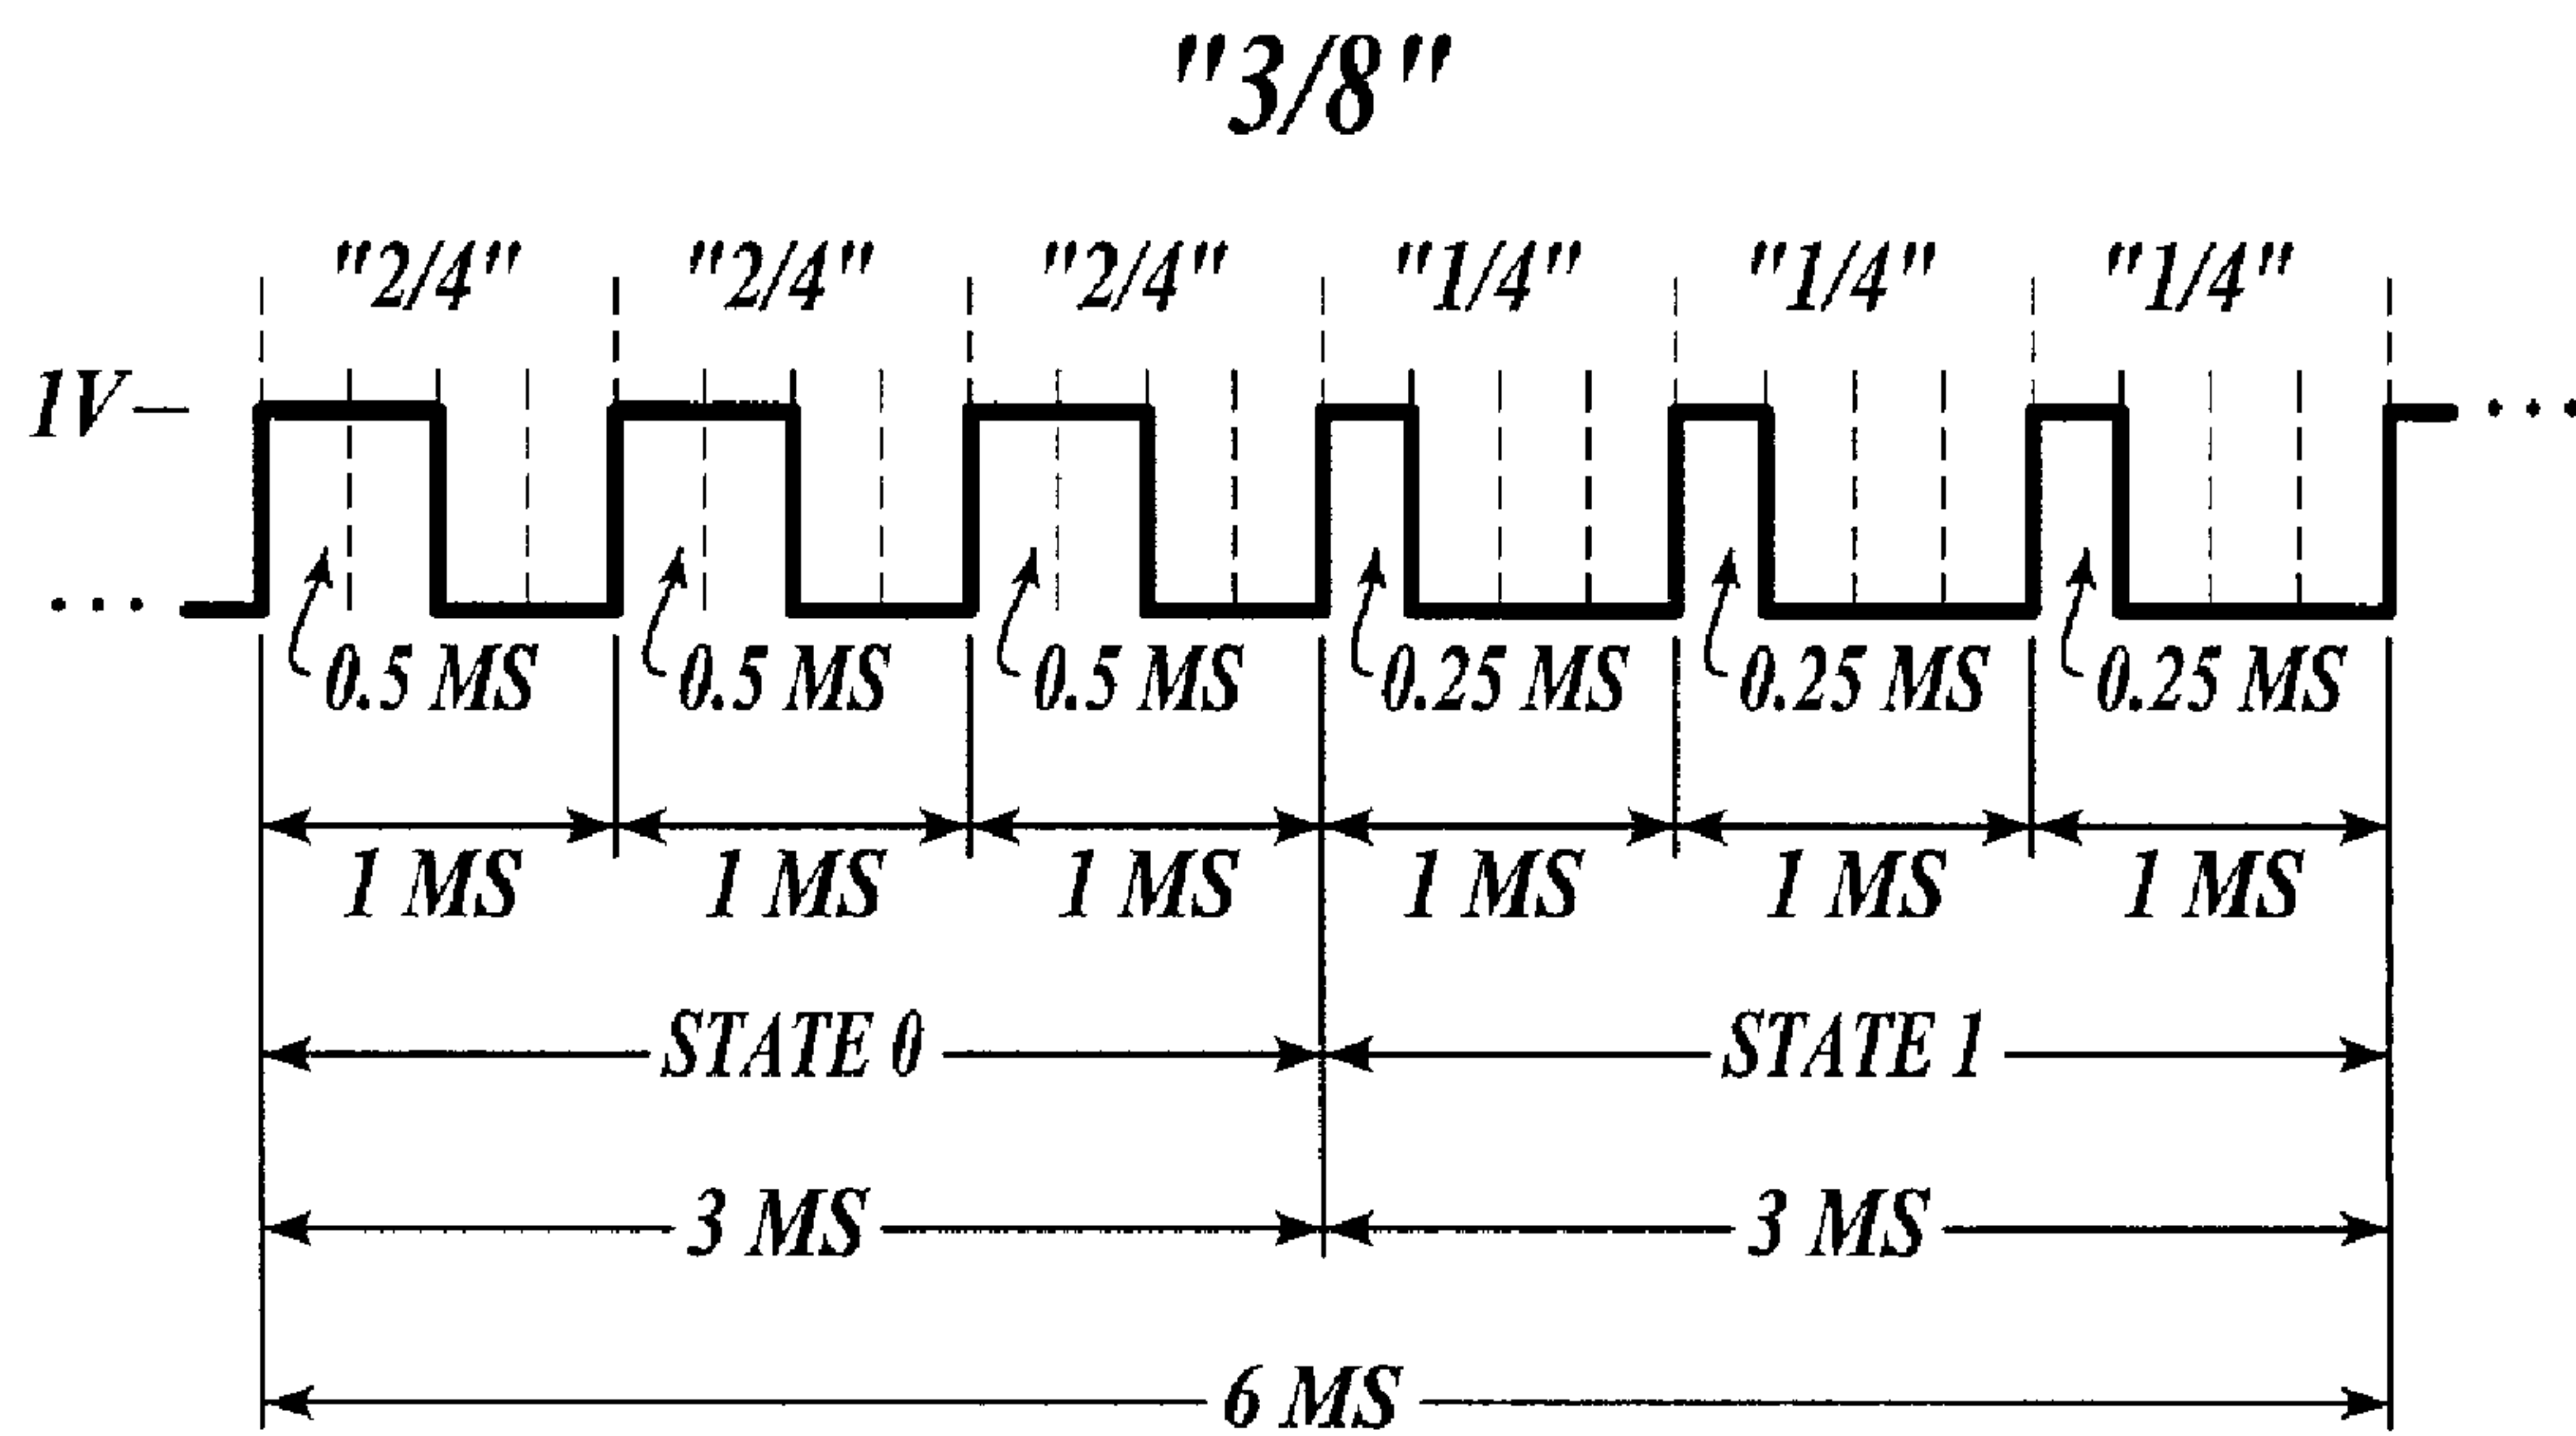 "3/8"
"2/4" "2/4" "2/4" "1/4" "1/4" "1/4"
1V
0.5 MS 0.5 MS 0.5 MS 0.25 MS 0.25 MS 0.25 MS
1 MS 1 MS 1 MS 1 MS 1 MS 1 MS
STATE 0 STATE 1
3 MS 3 MS
6 MS